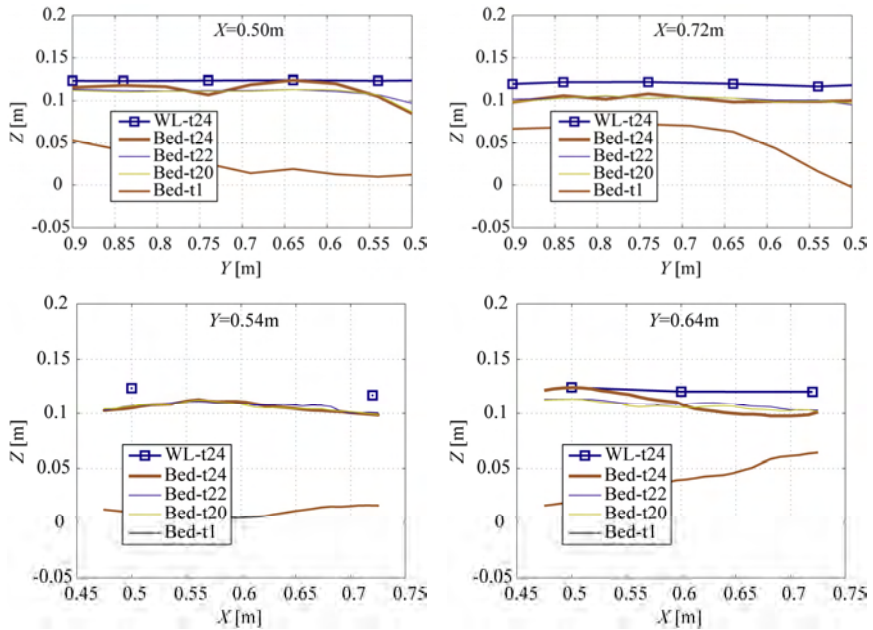 X=0.50m
0.2
0.15
0.1
0.05
0
-0.05
Z [m]
WL-t24
Bed-t24
Bed-t22
Bed-t20
Bed-t1
0.9 0.85 0.8 0.75 0.7 0.65 0.6 0.55 0.5
Y [m]
X=0.72m
0.2
0.15
0.1
0.05
0
-0.05
Z [m]
WL-t24
Bed-t24
Bed-t22
Bed-t20
Bed-t1
0.9 0.85 0.8 0.75 0.7 0.65 0.6 0.55 0.5
Y [m]
Y=0.54m
0.2
0.15
0.1
0.05
0
-0.05
Z [m]
WL-t24
Bed-t24
Bed-t22
Bed-t20
Bed-t1
0.45 0.5 0.55 0.6 0.65 0.7 0.75
X [m]
Y=0.64m
0.2
0.15
0.1
0.05
0
-0.05
Z [m]
WL-t24
Bed-t24
Bed-t22
Bed-t20
Bed-t1
0.45 0.5 0.55 0.6 0.65 0.7 0.75
X [m]